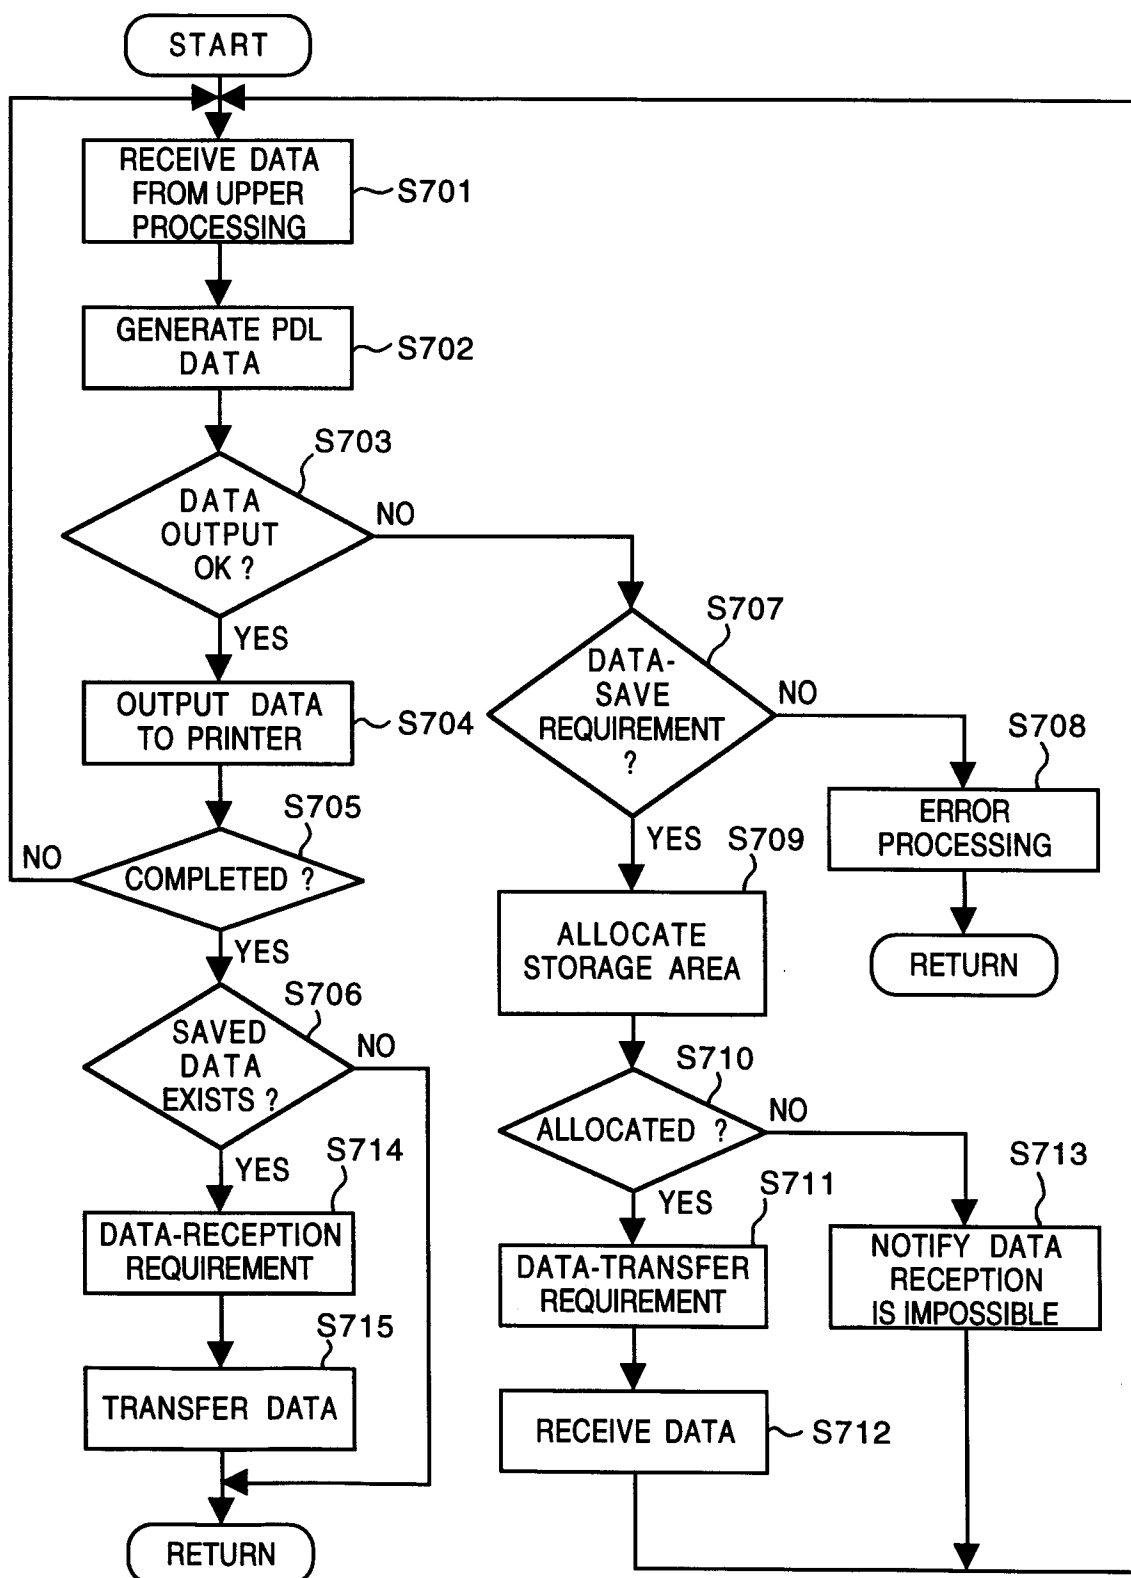 START
RECEIVE DATA
FROM UPPER
PROCESSING
S701
GENERATE PDL
DATA
S702
S703
DATA
OUTPUT
OK ?
NO
YES
OUTPUT DATA
TO PRINTER
S704
S705
COMPLETED ?
NO
YES
S706
SAVED
DATA
EXISTS ?
NO
YES
S714
DATA-RECEPTION
REQUIREMENT
S715
TRANSFER DATA
RETURN
S707
DATA-
SAVE
REQUIREMENT
?
NO
YES
S708
ERROR
PROCESSING
RETURN
S709
ALLOCATE
STORAGE AREA
S710
ALLOCATED ?
NO
YES
S711
DATA-TRANSFER
REQUIREMENT
RECEIVE DATA
S712
S713
NOTIFY DATA
RECEPTION
IS IMPOSSIBLE